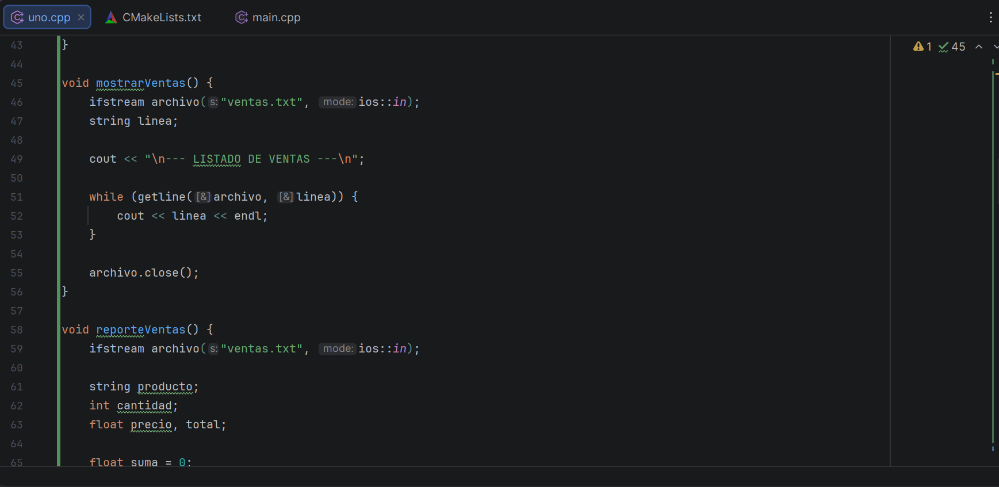 uno.cpp × CMakeLists.txt main.cpp
1 45
43 }
44
45 void mostrarVentas() {
46 ifstream archivo( s: "ventas.txt", mode: ios::in);
47 string linea;
48
49 cout << "\n--- LISTADO DE VENTAS ---\n";
50
51 while (getline( [&] archivo, [&] linea)) {
52 cout << linea << endl;
53 }
54
55 archivo.close();
56 }
57
58 void reporteVentas() {
59 ifstream archivo( s: "ventas.txt", mode: ios::in);
60
61 string producto;
62 int cantidad;
63 float precio, total;
64
65 float suma = 0;